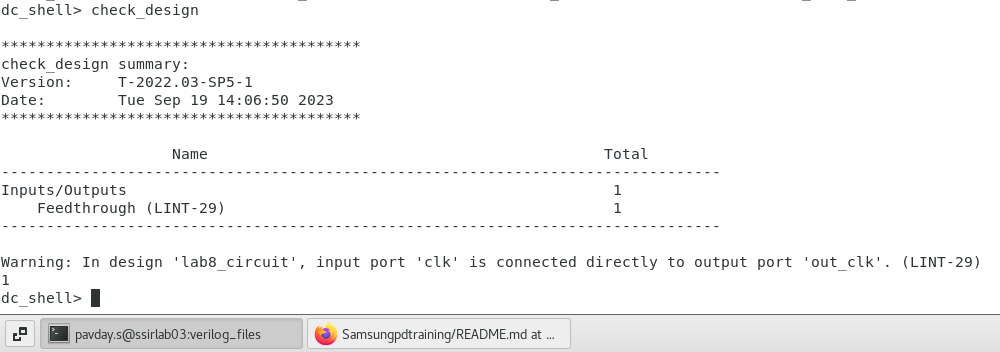 dc_shell> check_design
****************************************
check_design summary:
Version:     T-2022.03-SP5-1
Date:        Tue Sep 19 14:06:50 2023
****************************************
                   Name                                            Total
--------------------------------------------------------------------------------
Inputs/Outputs                                                      1
    Feedthrough (LINT-29)                                           1
--------------------------------------------------------------------------------
Warning: In design 'lab8_circuit', input port 'clk' is connected directly to output port 'out_clk'. (LINT-29)
1
dc_shell>
pavday.s@ssirlab03:verilog_files
Samsungpdtraining/README.md at ...